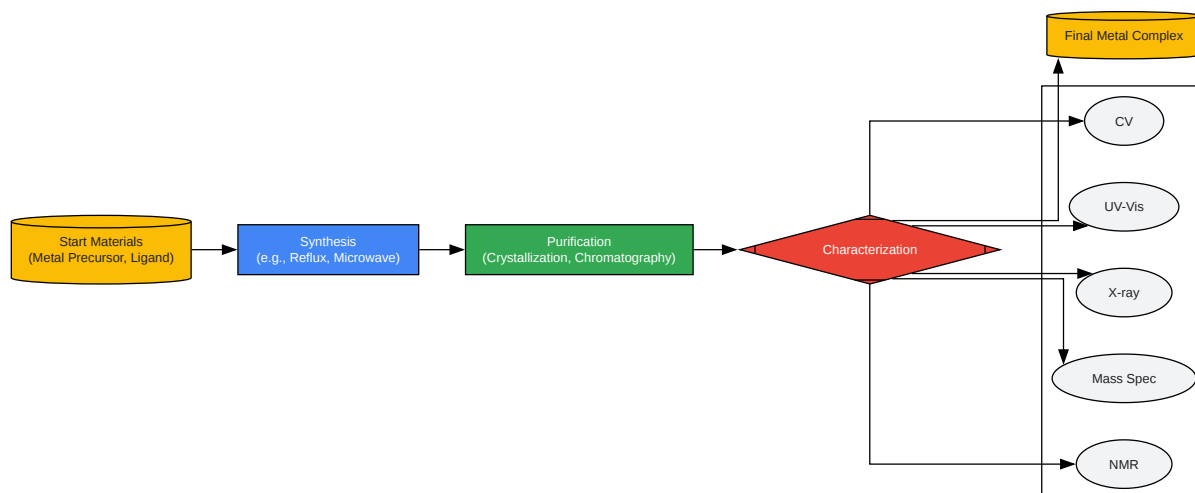 Final Metal Complex
CV
UV-Vis
Start Materials
(Metal Precursor, Ligand)
Synthesis
(e.g., Reflux, Microwave)
Purification
(Crystallization, Chromatography)
Characterization
X-ray
Mass Spec
NMR